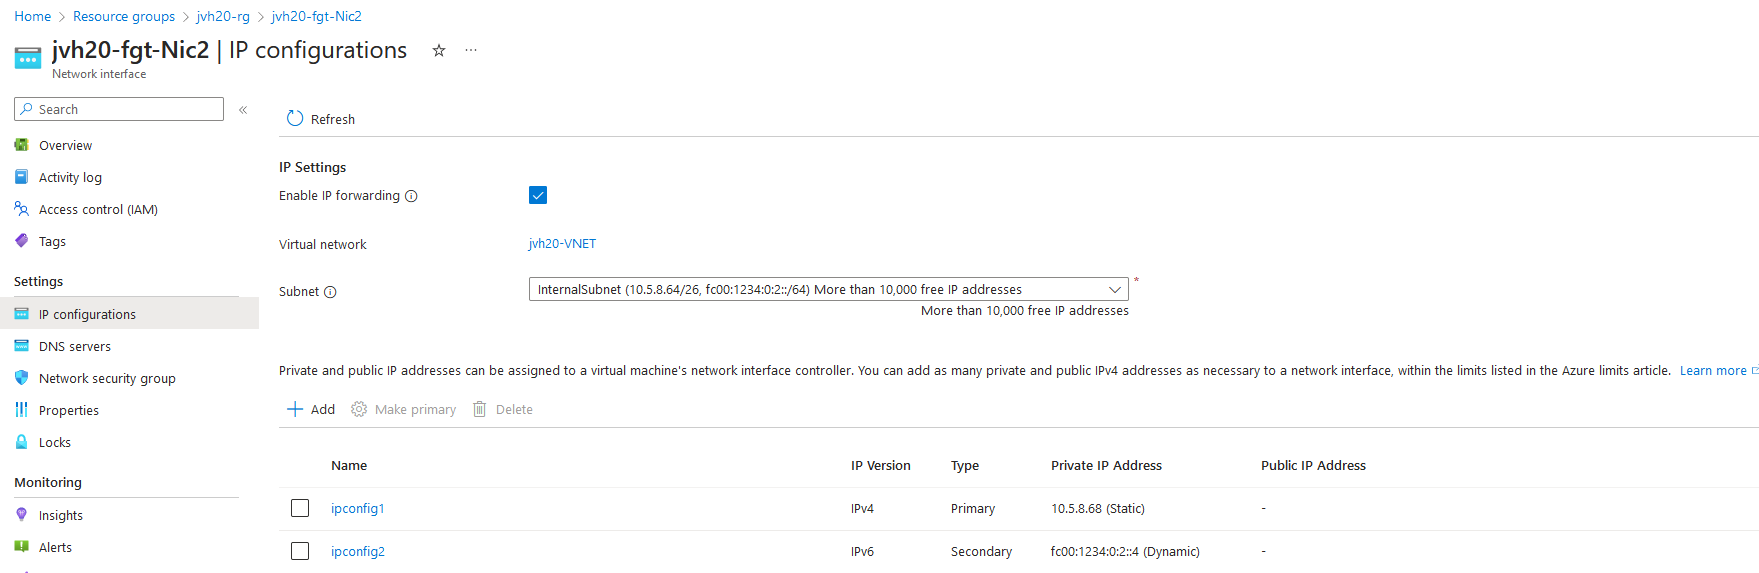 Home > Resource groups > jvh20-rg > jvh20-fgt-Nic2
jvh20-fgt-Nic2 | IP configurations
Network interface
Search
Overview
Activity log
Access control (IAM)
Tags
Settings
IP configurations
DNS servers
Network security group
Properties
Locks
Monitoring
Insights
Alerts
Refresh
IP Settings
Enable IP forwarding
Virtual network jvh20-VNET
Subnet InternalSubnet (10.5.8.64/26, fc00:1234:0:2::/64) More than 10,000 free IP addresses *
More than 10,000 free IP addresses
Private and public IP addresses can be assigned to a virtual machine's network interface controller. You can add as many private and public IPv4 addresses as necessary to a network interface, within the limits listed in the Azure limits article. Learn more
Add Make primary Delete
Name IP Version Type Private IP Address Public IP Address
ipconfig1 IPv4 Primary 10.5.8.68 (Static) -
ipconfig2 IPv6 Secondary fc00:1234:0:2::4 (Dynamic) -